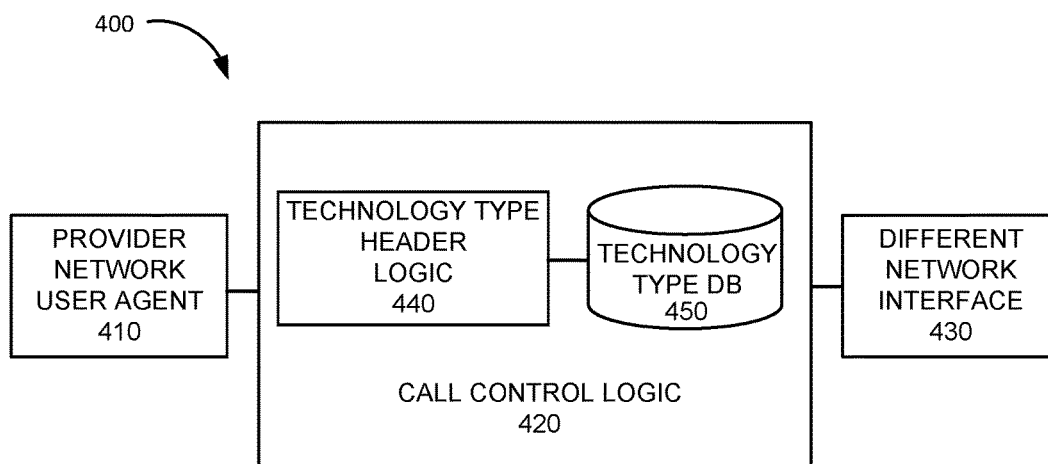 400
PROVIDER
NETWORK
USER AGENT
410
TECHNOLOGY TYPE
HEADER
LOGIC
440
TECHNOLOGY
TYPE DB
450
CALL CONTROL LOGIC
420
DIFFERENT
NETWORK
INTERFACE
430